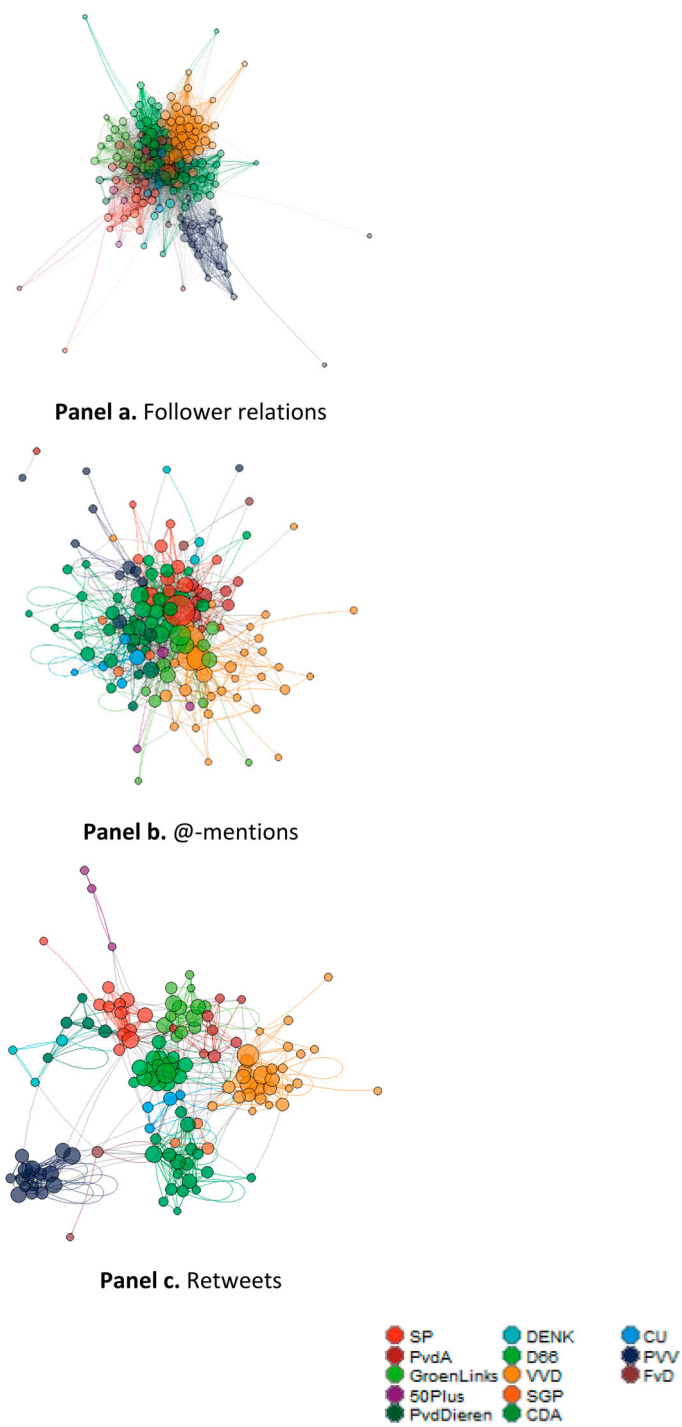 Panel a. Follower relations
Panel b. @-mentions
Panel c. Retweets
SP DENK CU
PvdA D66 PVV
GroenLinks VVD FvD
50Plus SGP
PvdDieren CDA